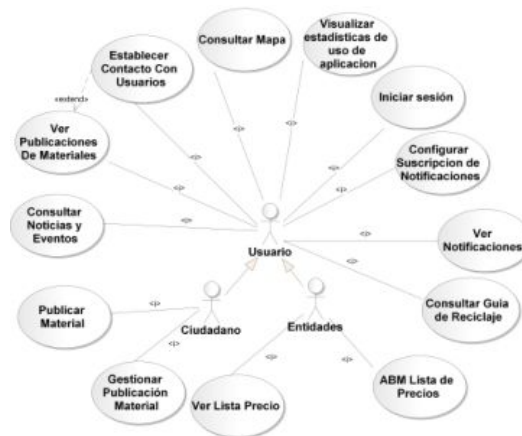 Establecer
Contacto Con
Usuarios
Consultar Mapa
Visualizar
estadisticas de
uso de
aplicacion
«extend»
Iniciar sesión
Ver
Publicaciones
De Materiales
Configurar
Suscripcion de
Notificaciones
Consultar
Noticias y
Eventos
Usuario
Ver
Notificaciones
Publicar
Material
Ciudadano
Entidades
Consultar Guia
de Reciclaje
Gestionar
Publicación
Material
Ver Lista Precio
ABM Lista de
Precios